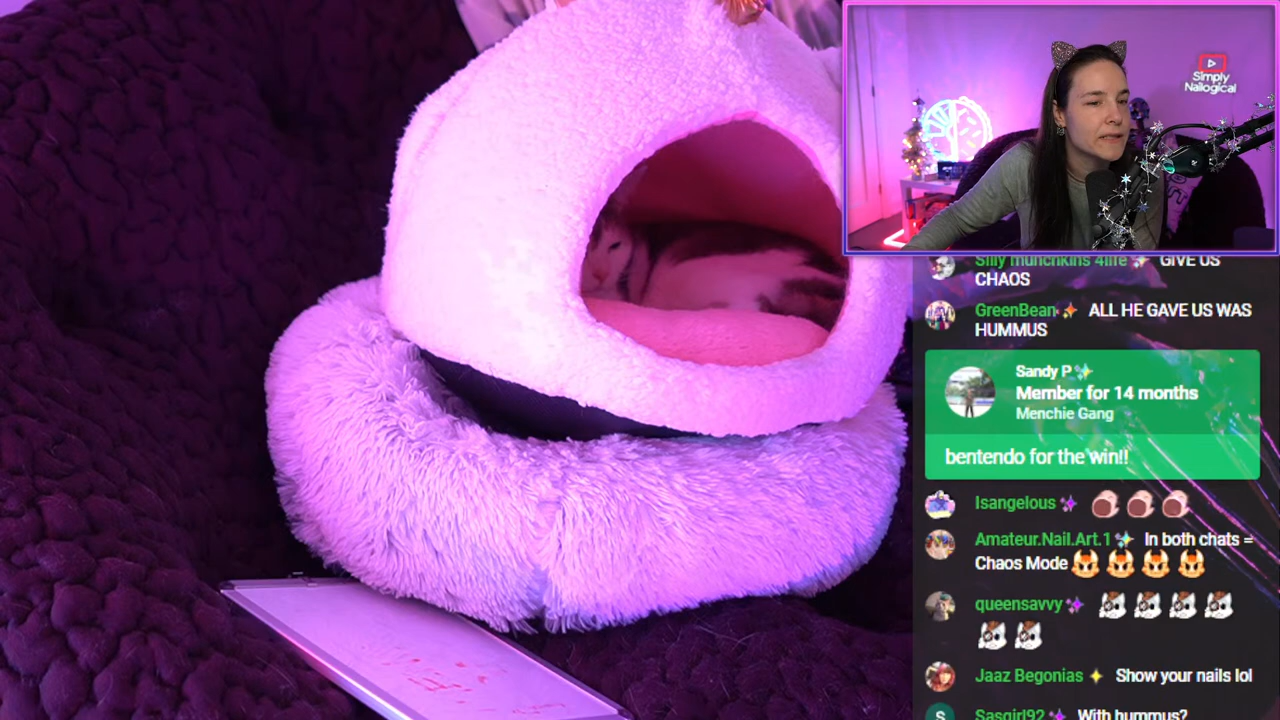 Simply
Nailogical
Silly munchkins 4life GIVE US
CHAOS
GreenBean ALL HE GAVE US WAS
HUMMUS
Sandy P
Member for 14 months
Menchie Gang
bentendo for the win!!
Isangelous
Amateur.Nail.Art.1 In both chats =
Chaos Mode
queensavvy
Jaaz Begonias Show your nails lol
S Sasgirl92 With hummus?